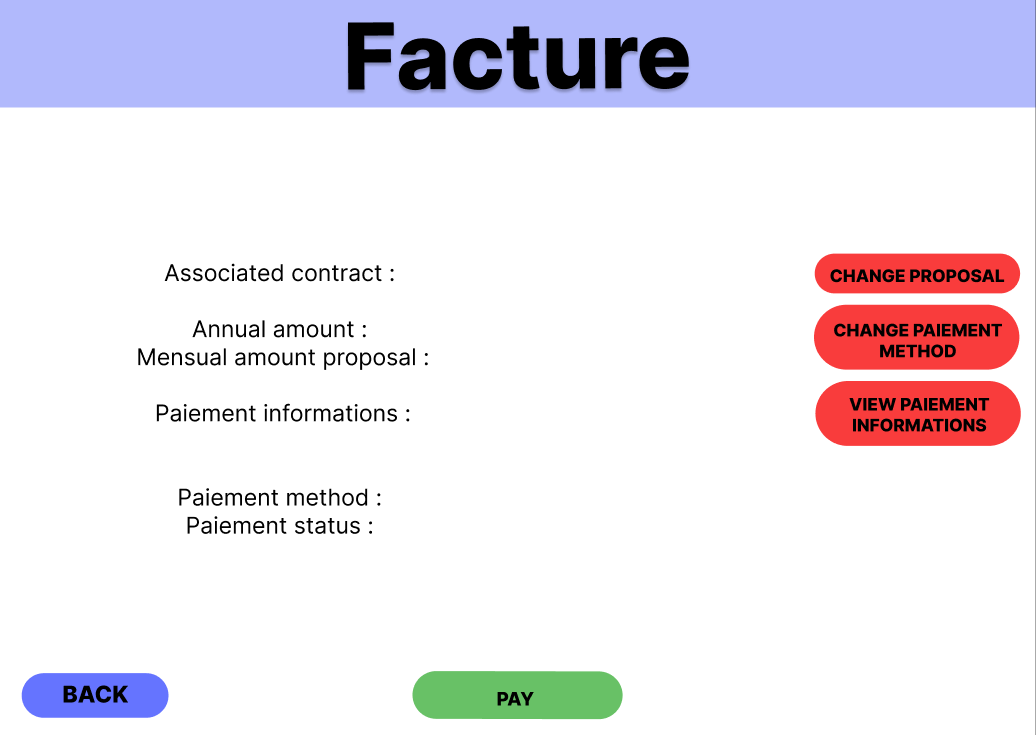 Facture
Associated contract :
CHANGE PROPOSAL
Annual amount :
Mensual amount proposal :
CHANGE PAIEMENT
METHOD
Paiement informations :
VIEW PAIEMENT
INFORMATIONS
Paiement method :
Paiement status :
BACK
PAY